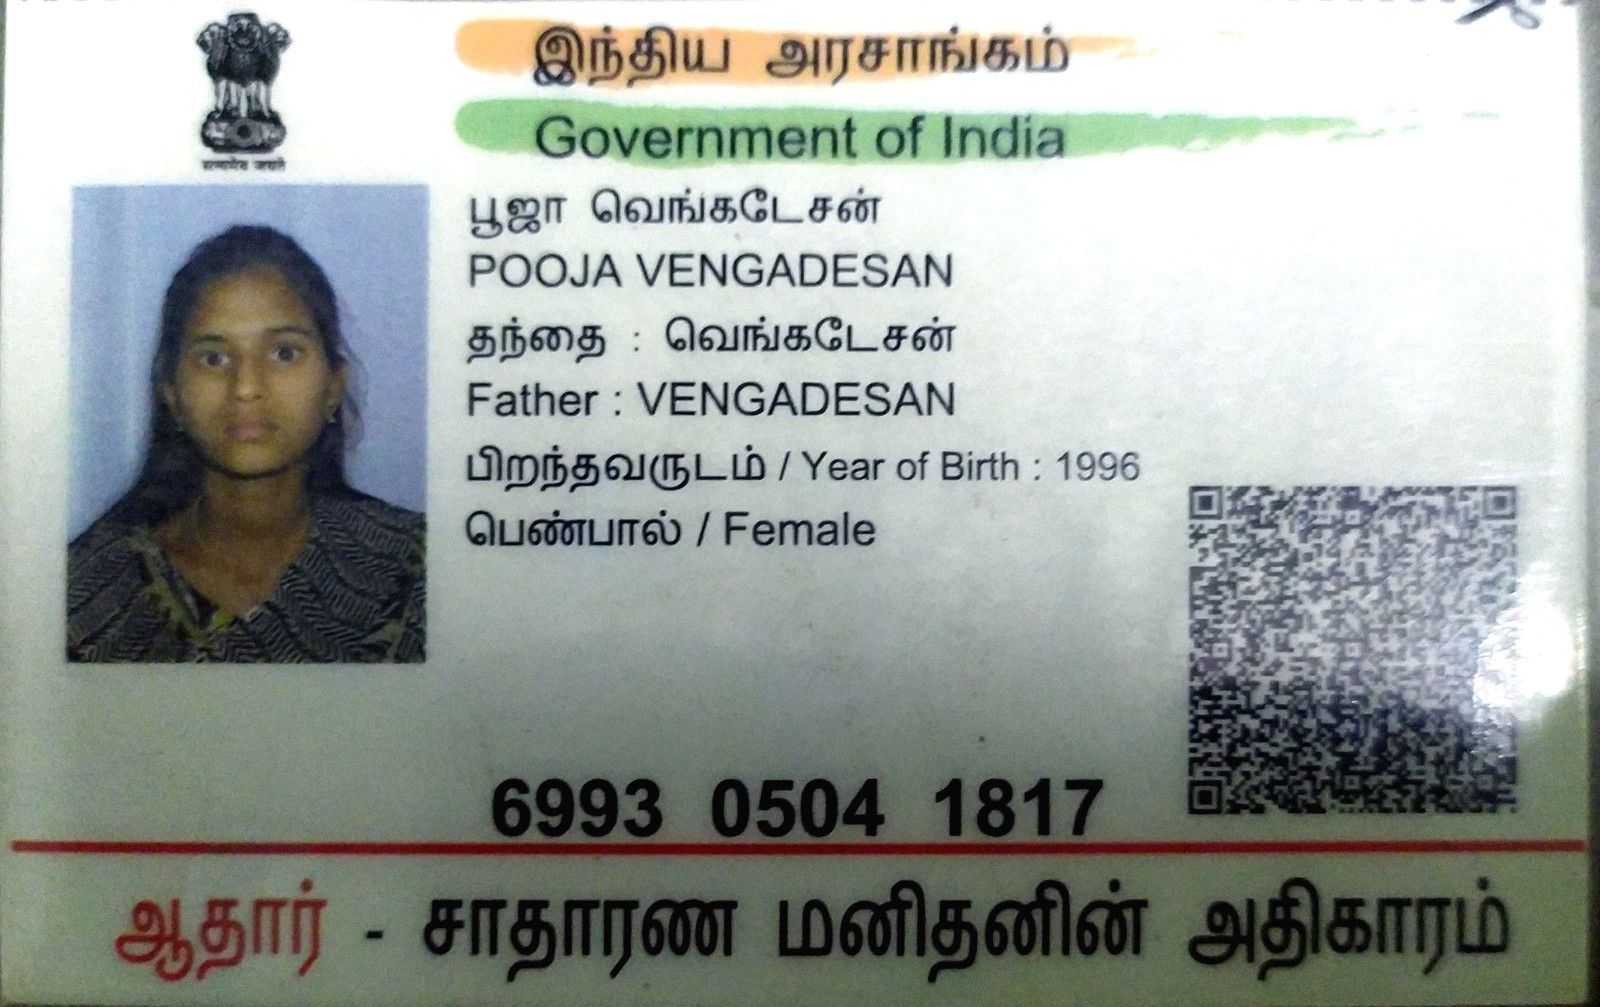 सत्यमेव जयते
இந்திய அரசாங்கம்
Government of India
பூஜா வெங்கடேசன்
POOJA VENGADESAN
தந்தை : வெங்கடேசன்
Father : VENGADESAN
பிறந்தவருடம் / Year of Birth : 1996
பெண்பால் / Female
6993 0504 1817
ஆதார் - சாதாரண மனிதனின் அதிகாரம்